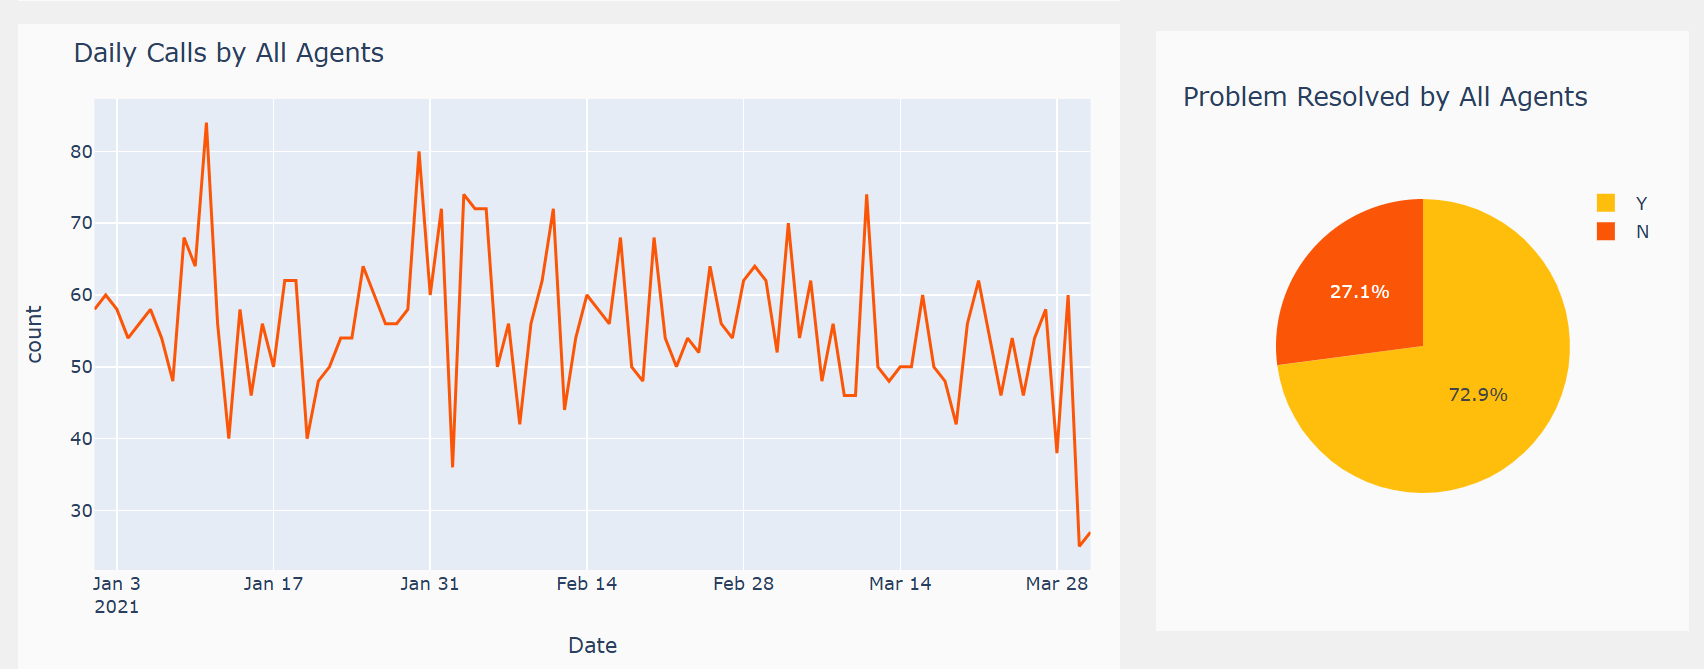 Daily Calls by All Agents
80
70
60
50
40
30
count
Jan 3
2021
Jan 17
Jan 31
Feb 14
Feb 28
Mar 14
Mar 28
Date
Problem Resolved by All Agents
Y
N
27.1%
72.9%